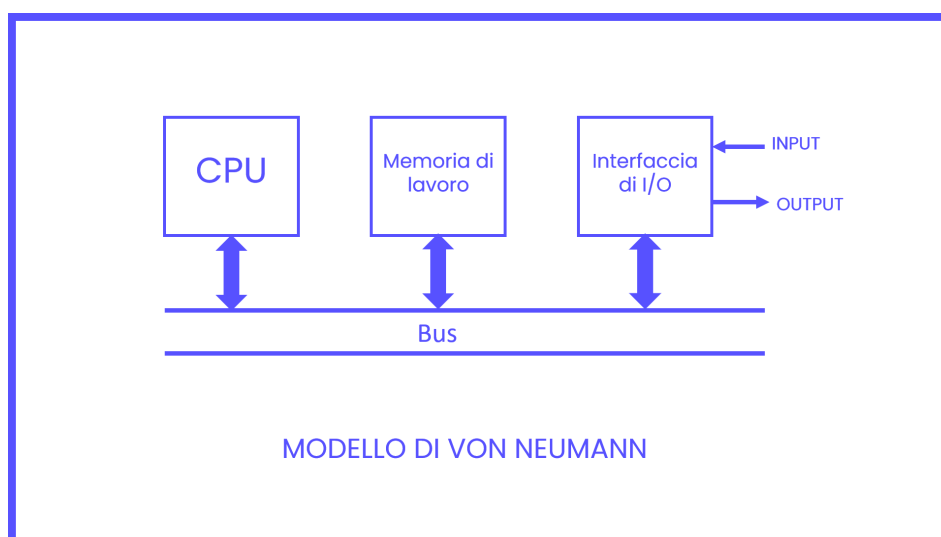 CPU
Memoria di
lavoro
Interfaccia
di I/O
INPUT
OUTPUT
Bus
MODELLO DI VON NEUMANN